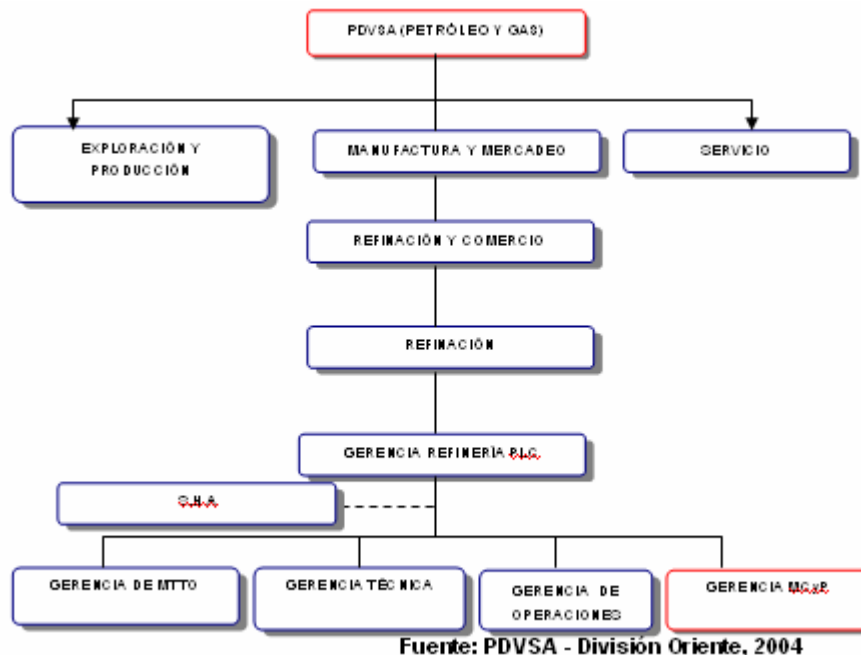 PDVSA (PETRÓLEO Y GAS)
EXPLORACIÓN Y
PRODUCCIÓN
MANUFACTURA Y MERCADEO
SERVICIO
REFINACIÓN Y COMERCIO
REFINACIÓN
GERENCIA REFINERÍA PLC
S.H.A
GERENCIA DE MTTO
GERENCIA TÉCNICA
GERENCIA DE
OPERACIONES
GERENCIA MCyP
Fuente: PDVSA - División Oriente, 2004